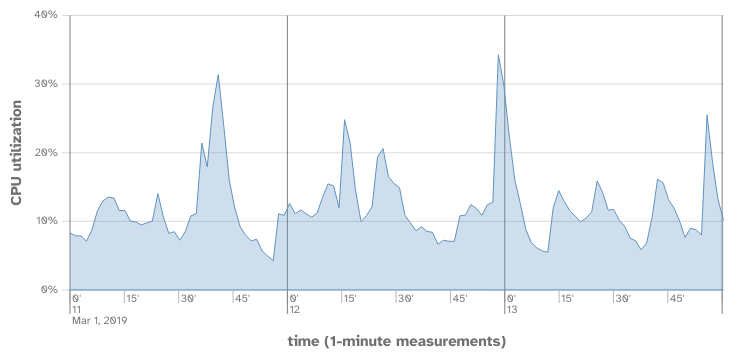 40%
30%
20%
10%
0%
CPU utilization
0' 15' 30' 45' 0' 15' 30' 45' 0' 15' 30' 45'
11 12 13
Mar 1, 2019
time (1-minute measurements)